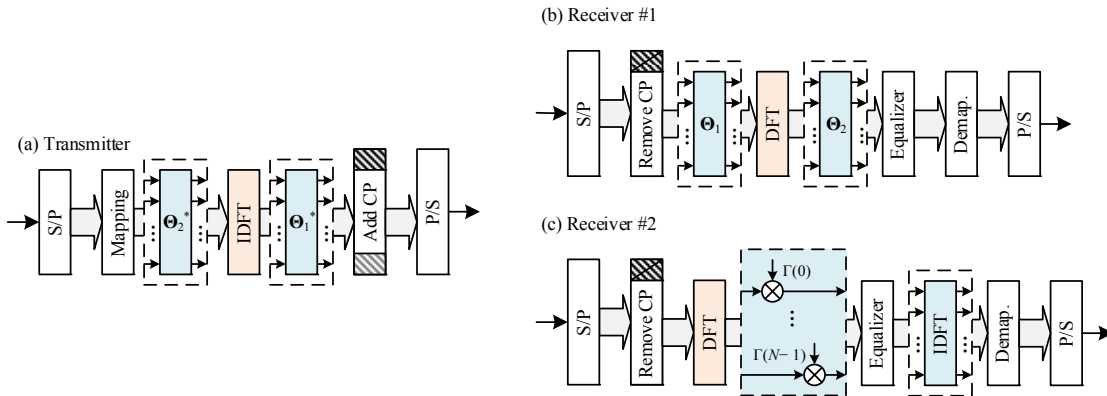 (a) Transmitter
S/P
Mapping
Θ₂*
IDFT
Θ₁*
Add CP
P/S
(b) Receiver #1
S/P
Remove CP
Θ₁
DFT
Θ₂
Equalizer
Demap.
P/S
(c) Receiver #2
S/P
Remove CP
DFT
Γ(0)
Γ(N−1)
Equalizer
IDFT
Demap.
P/S